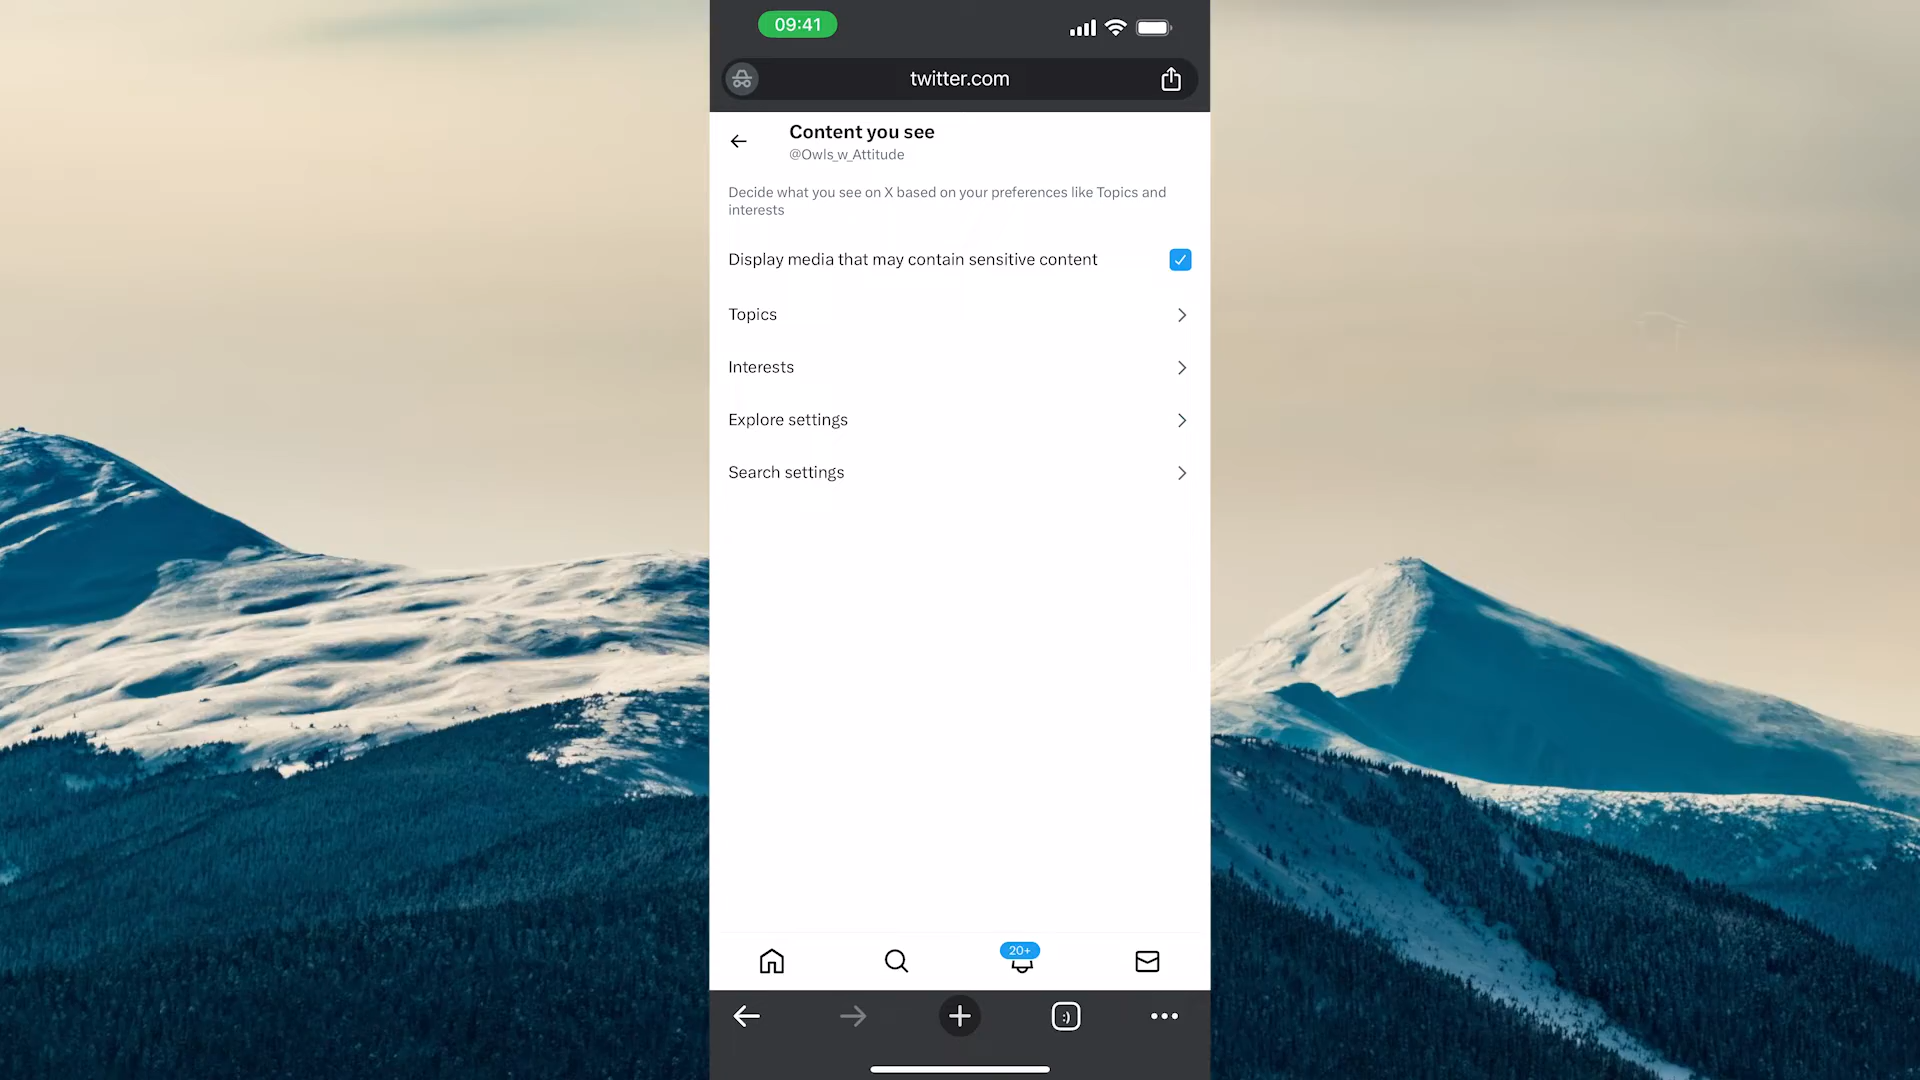 09:41
twitter.com
Content you see
@Owls_w_Attitude
Decide what you see on X based on your preferences like Topics and
interests
Display media that may contain sensitive content
Topics
Interests
Explore settings
Search settings
20+
:)